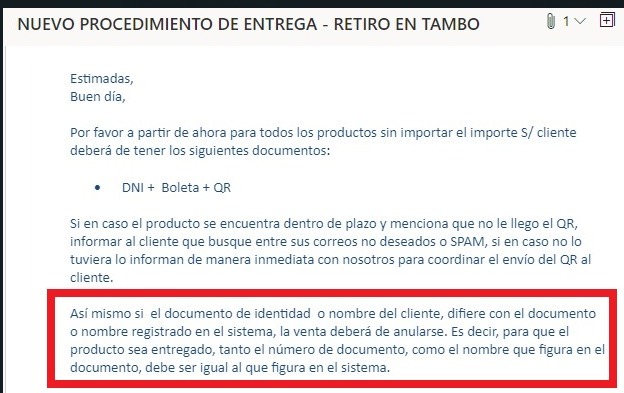 NUEVO PROCEDIMIENTO DE ENTREGA - RETIRO EN TAMBO
1
Estimadas,
Buen día,
Por favor a partir de ahora para todos los productos sin importar el importe S/ cliente
deberá de tener los siguientes documentos:
• DNI + Boleta + QR
Si en caso el producto se encuentra dentro de plazo y menciona que no le llego el QR,
informar al cliente que busque entre sus correos no deseados o SPAM, si en caso no lo
tuviera lo informan de manera inmediata con nosotros para coordinar el envío del QR al
cliente.
Así mismo si el documento de identidad o nombre del cliente, difiere con el documento
o nombre registrado en el sistema, la venta deberá de anularse. Es decir, para que el
producto sea entregado, tanto el número de documento, como el nombre que figura en el
documento, debe ser igual al que figura en el sistema.